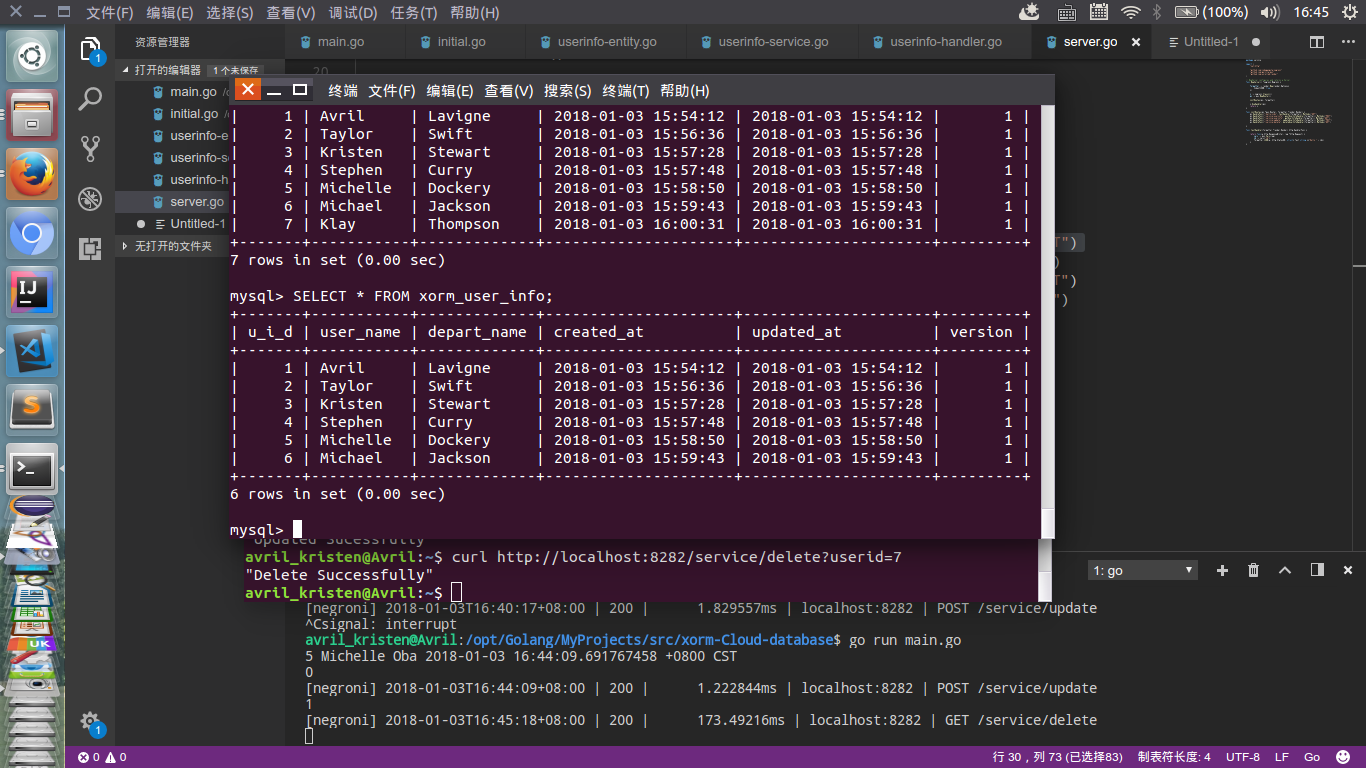 文件(F) 编辑(E) 选择(S) 查看(V) 调试(D) 任务(T) 帮助(H) (100%) 16:45
资源管理器 main.go initial.go userinfo-entity.go userinfo-service.go userinfo-handler.go server.go Untitled-1
打开的编辑器 1 个未保存
20
main.go
initial.go
userinfo-e
userinfo-s
userinfo-h
server.go
Untitled-1
无打开的文件夹
终端 文件(F) 编辑(E) 查看(V) 搜索(S) 终端(T) 帮助(H)
| 1 | Avril | Lavigne | 2018-01-03 15:54:12 | 2018-01-03 15:54:12 | 1 |
| 2 | Taylor | Swift | 2018-01-03 15:56:36 | 2018-01-03 15:56:36 | 1 |
| 3 | Kristen | Stewart | 2018-01-03 15:57:28 | 2018-01-03 15:57:28 | 1 |
| 4 | Stephen | Curry | 2018-01-03 15:57:48 | 2018-01-03 15:57:48 | 1 |
| 5 | Michelle | Dockery | 2018-01-03 15:58:50 | 2018-01-03 15:58:50 | 1 |
| 6 | Michael | Jackson | 2018-01-03 15:59:43 | 2018-01-03 15:59:43 | 1 |
| 7 | Klay | Thompson | 2018-01-03 16:00:31 | 2018-01-03 16:00:31 | 1 |
+-------+-----------+-------------+---------------------+---------------------+---------+
7 rows in set (0.00 sec)
mysql> SELECT * FROM xorm_user_info;
+-------+-----------+-------------+---------------------+---------------------+---------+
| u_i_d | user_name | depart_name | created_at | updated_at | version |
+-------+-----------+-------------+---------------------+---------------------+---------+
| 1 | Avril | Lavigne | 2018-01-03 15:54:12 | 2018-01-03 15:54:12 | 1 |
| 2 | Taylor | Swift | 2018-01-03 15:56:36 | 2018-01-03 15:56:36 | 1 |
| 3 | Kristen | Stewart | 2018-01-03 15:57:28 | 2018-01-03 15:57:28 | 1 |
| 4 | Stephen | Curry | 2018-01-03 15:57:48 | 2018-01-03 15:57:48 | 1 |
| 5 | Michelle | Dockery | 2018-01-03 15:58:50 | 2018-01-03 15:58:50 | 1 |
| 6 | Michael | Jackson | 2018-01-03 15:59:43 | 2018-01-03 15:59:43 | 1 |
+-------+-----------+-------------+---------------------+---------------------+---------+
6 rows in set (0.00 sec)
mysql>
T")
)
T")
")
avril_kristen@Avril:~$ curl http://localhost:8282/service/delete?userid=7
"Delete Successfully"
avril_kristen@Avril:~$
1: go
[negroni] 2018-01-03T16:40:17+08:00 | 200 | 1.829557ms | localhost:8282 | POST /service/update
^Csignal: interrupt
avril_kristen@Avril:/opt/Golang/MyProjects/src/xorm-Cloud-database$ go run main.go
5 Michelle Oba 2018-01-03 16:44:09.691767458 +0800 CST
0
[negroni] 2018-01-03T16:44:09+08:00 | 200 | 1.222844ms | localhost:8282 | POST /service/update
1
[negroni] 2018-01-03T16:45:18+08:00 | 200 | 173.49216ms | localhost:8282 | GET /service/delete
0 0 行 30，列 73 (已选择83) 制表符长度: 4 UTF-8 LF Go